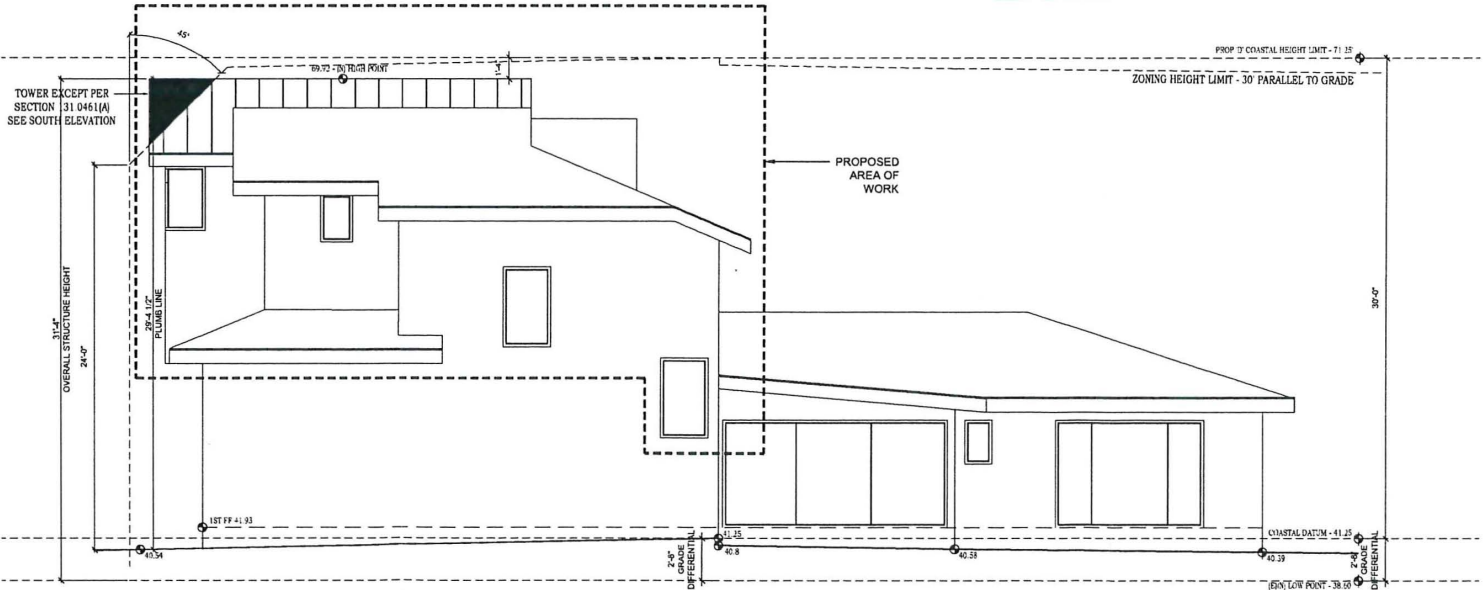 45'
PROP 'D' COASTAL HEIGHT LIMIT - 71.25'
69.92 - (N) HIGH POINT
1'-4"
ZONING HEIGHT LIMIT - 30' PARALLEL TO GRADE
TOWER EXCEPT PER
SECTION 131.0461(A)
SEE SOUTH ELEVATION
PROPOSED
AREA OF
WORK
31'-4"
OVERALL STRUCTURE HEIGHT
24'-0"
29'-4 1/2"
PLUMB LINE
30'-0"
1ST FF 41.93
40.54
41.25
40.8
40.58
40.39
COASTAL DATUM - 41.25
2'-8"
GRADE
DIFFERENTIAL
2'-8"
GRADE
DIFFERENTIAL
LOW POINT - 38.60